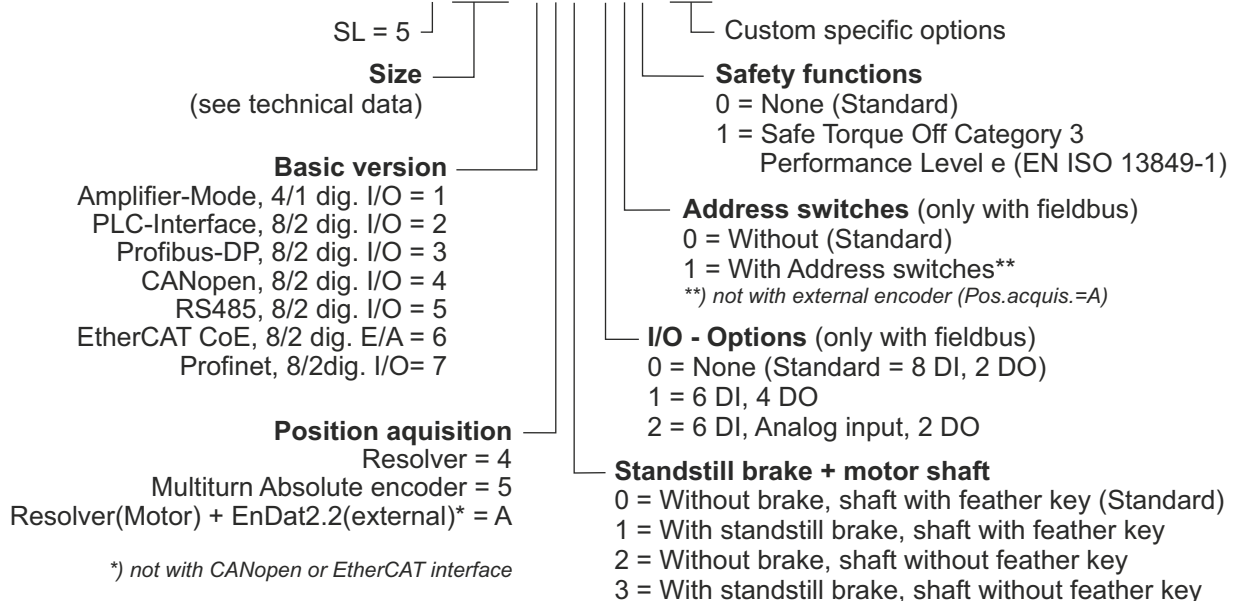 SL = 5
Size
(see technical data)
Basic version
Amplifier-Mode, 4/1 dig. I/O = 1
PLC-Interface, 8/2 dig. I/O = 2
Profibus-DP, 8/2 dig. I/O = 3
CANopen, 8/2 dig. I/O = 4
RS485, 8/2 dig. I/O = 5
EtherCAT CoE, 8/2 dig. E/A = 6
Profinet, 8/2dig. I/O= 7
Position aquisition
Resolver = 4
Multiturn Absolute encoder = 5
Resolver(Motor) + EnDat2.2(external)* = A
*) not with CANopen or EtherCAT interface
Custom specific options
Safety functions
0 = None (Standard)
1 = Safe Torque Off Category 3
Performance Level e (EN ISO 13849-1)
Address switches (only with fieldbus)
0 = Without (Standard)
1 = With Address switches**
**) not with external encoder (Pos.acquis.=A)
I/O - Options (only with fieldbus)
0 = None (Standard = 8 DI, 2 DO)
1 = 6 DI, 4 DO
2 = 6 DI, Analog input, 2 DO
Standstill brake + motor shaft
0 = Without brake, shaft with feather key (Standard)
1 = With standstill brake, shaft with feather key
2 = Without brake, shaft without feather key
3 = With standstill brake, shaft without feather key